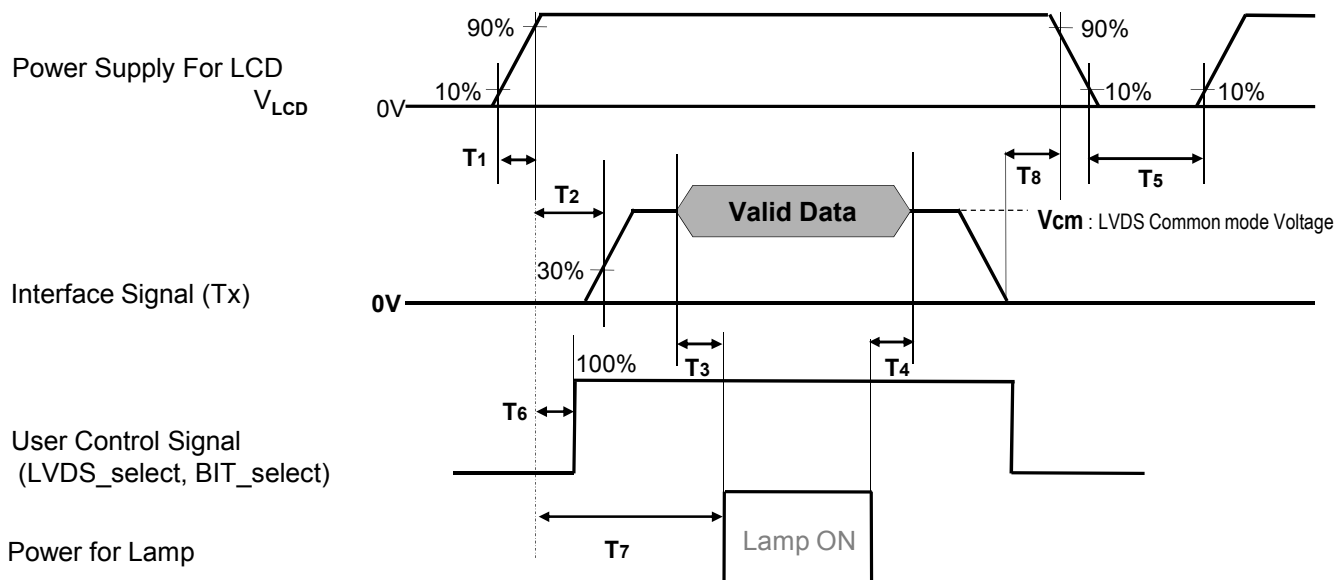 90%
90%
Power Supply For LCD
VLCD
10%
10%
10%
0V
T1
T2
T8
T5
Valid Data
Vcm : LVDS Common mode Voltage
30%
Interface Signal (Tx)
0V
100%
T3
T4
T6
User Control Signal
(LVDS_select, BIT_select)
T7
Lamp ON
Power for Lamp